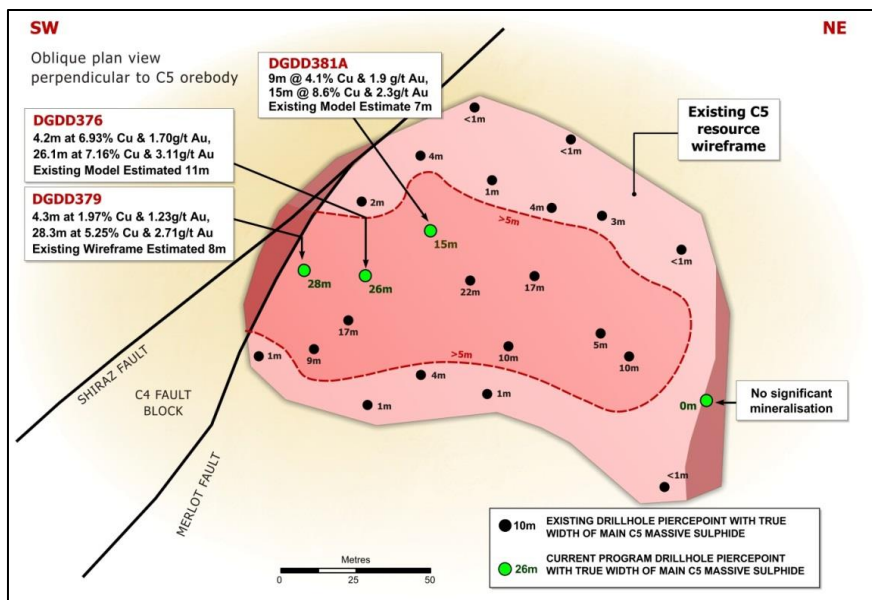 SW
NE
Oblique plan view
perpendicular to C5 orebody
DGDD381A
9m @ 4.1% Cu & 1.9 g/t Au,
15m @ 8.6% Cu & 2.3g/t Au
Existing Model Estimate 7m
DGDD376
4.2m at 6.93% Cu & 1.70g/t Au,
26.1m at 7.16% Cu & 3.11g/t Au
Existing Model Estimated 11m
DGDD379
4.3m at 1.97% Cu & 1.23g/t Au,
28.3m at 5.25% Cu & 2.71g/t Au
Existing Wireframe Estimated 8m
Existing C5
resource
wireframe
<1m
<1m
4m
1m
2m
4m
3m
>5m
15m
<1m
28m
26m
22m
17m
17m
5m
1m
9m
10m
10m
>5m
4m
1m
1m
0m
No significant
mineralisation
<1m
SHIRAZ FAULT
C4 FAULT
BLOCK
MERLOT FAULT
Metres
0
25
50
10m EXISTING DRILLHOLE PIERCEPOINT WITH TRUE
WIDTH OF MAIN C5 MASSIVE SULPHIDE
26m CURRENT PROGRAM DRILLHOLE PIERCEPOINT
WITH TRUE WIDTH OF MAIN C5 MASSIVE SULPHIDE